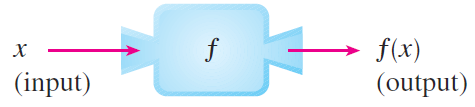 x f f(x)
(input) (output)